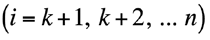 (i = k+1, k+2, ... n)